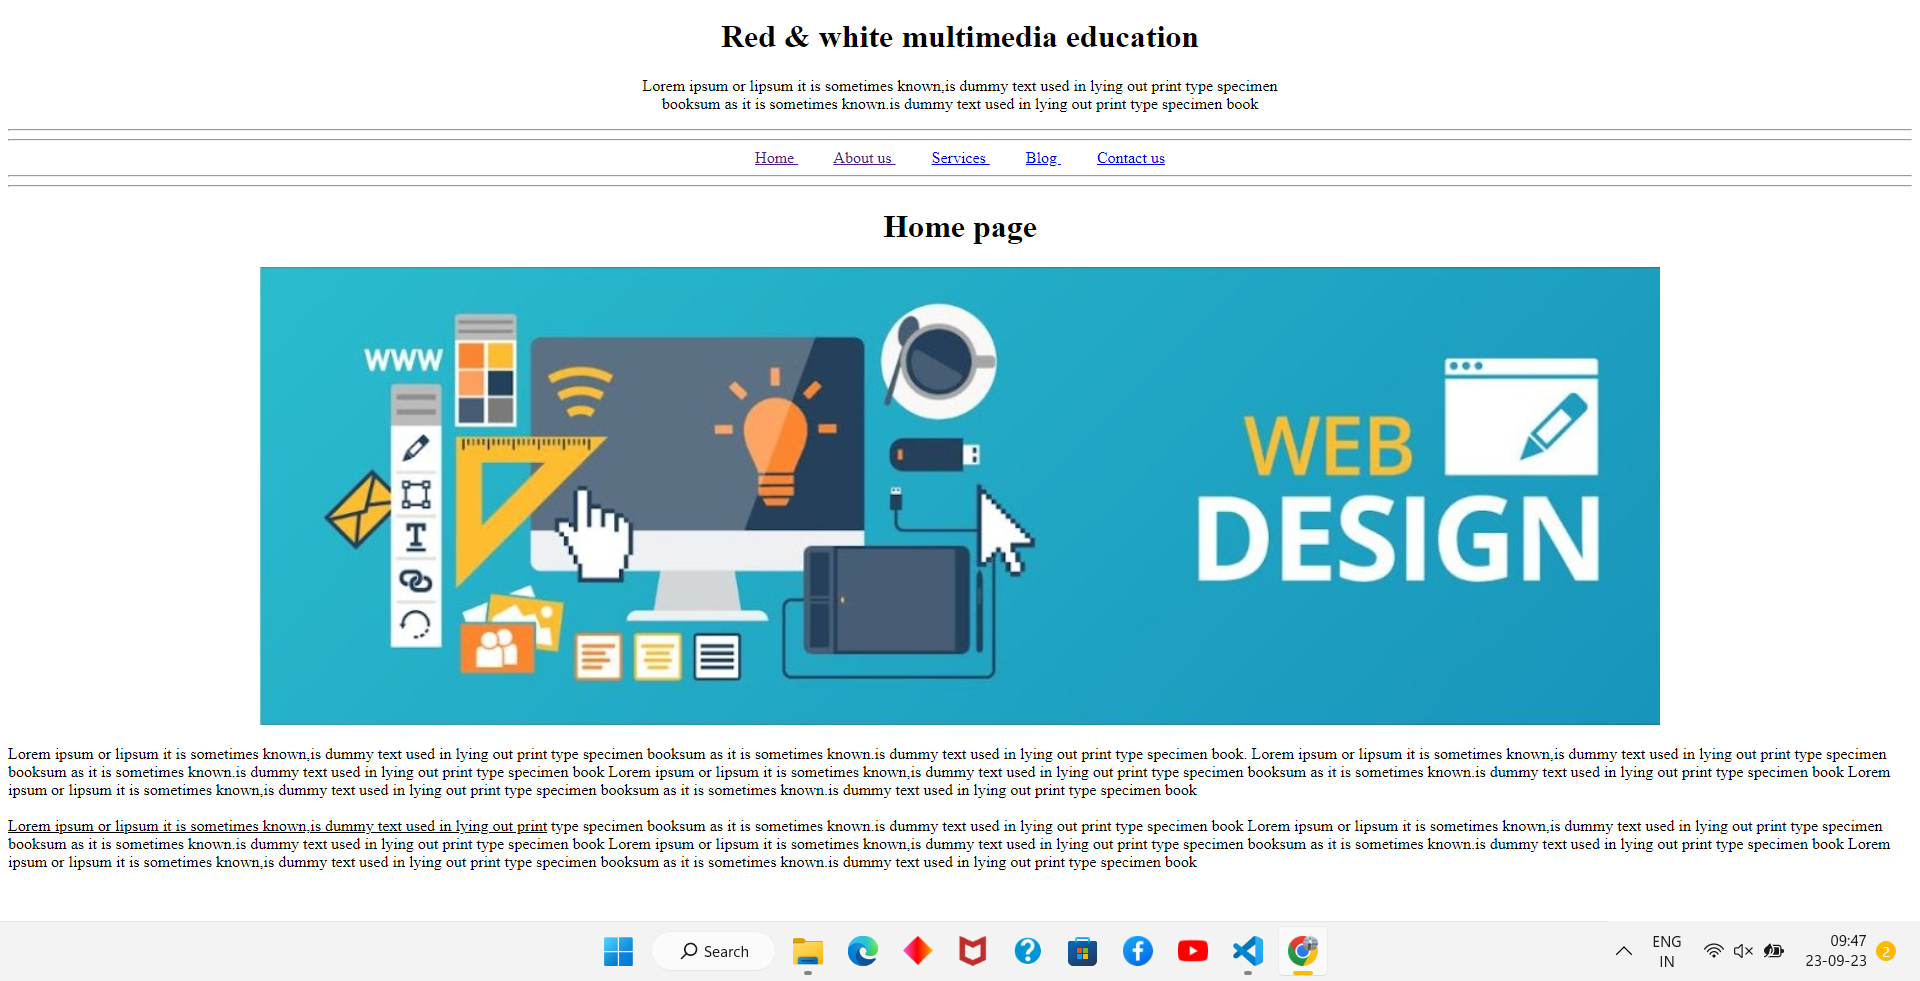 Red & white multimedia education
Lorem ipsum or lipsum it is sometimes known,is dummy text used in lying out print type specimen
booksum as it is sometimes known.is dummy text used in lying out print type specimen book
Home About us Services Blog Contact us
Home page
WWW
T
WEB
DESIGN
Lorem ipsum or lipsum it is sometimes known,is dummy text used in lying out print type specimen booksum as it is sometimes known.is dummy text used in lying out print type specimen book. Lorem ipsum or lipsum it is sometimes known,is dummy text used in lying out print type specimen
booksum as it is sometimes known.is dummy text used in lying out print type specimen book Lorem ipsum or lipsum it is sometimes known,is dummy text used in lying out print type specimen booksum as it is sometimes known.is dummy text used in lying out print type specimen book Lorem
ipsum or lipsum it is sometimes known,is dummy text used in lying out print type specimen booksum as it is sometimes known.is dummy text used in lying out print type specimen book
Lorem ipsum or lipsum it is sometimes known,is dummy text used in lying out print type specimen booksum as it is sometimes known.is dummy text used in lying out print type specimen book Lorem ipsum or lipsum it is sometimes known,is dummy text used in lying out print type specimen
booksum as it is sometimes known.is dummy text used in lying out print type specimen book Lorem ipsum or lipsum it is sometimes known,is dummy text used in lying out print type specimen booksum as it is sometimes known.is dummy text used in lying out print type specimen book Lorem
ipsum or lipsum it is sometimes known,is dummy text used in lying out print type specimen booksum as it is sometimes known.is dummy text used in lying out print type specimen book
Search
ENG
IN
09:47
23-09-23
2